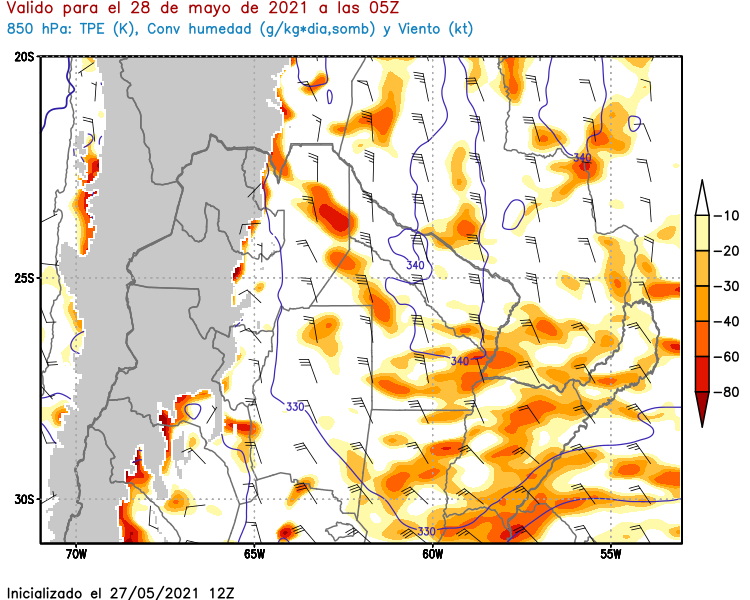 Valido para el 28 de mayo de 2021 a las 05Z
850 hPa: TPE (K), Conv humedad (g/kg*dia,somb) y Viento (kt)
20S
340
-10
-20
340
25S
-30
-40
340
-60
-80
330
30S
330
70W 65W 60W 55W
Inicializado el 27/05/2021 12Z